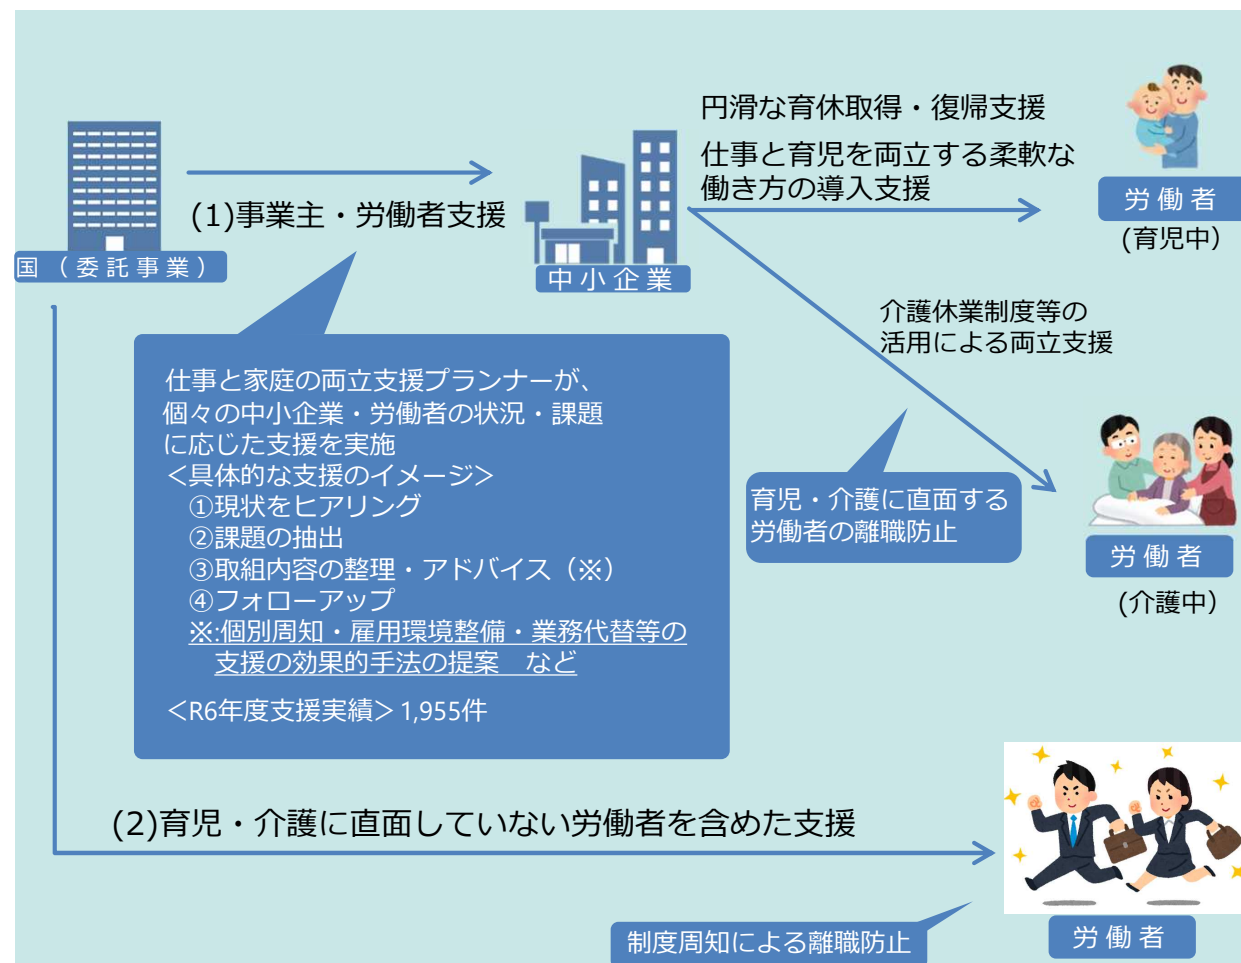 円滑な育休取得・復帰支援
仕事と育児を両立する柔軟な
働き方の導入支援
労働者
(育児中)
(1)事業主・労働者支援
国（委託事業）
中小企業
介護休業制度等の
活用による両立支援
仕事と家庭の両立支援プランナーが、
個々の中小企業・労働者の状況・課題
に応じた支援を実施
＜具体的な支援のイメージ＞
①現状をヒアリング
②課題の抽出
③取組内容の整理・アドバイス（※）
④フォローアップ
※:個別周知・雇用環境整備・業務代替等の
支援の効果的手法の提案　など
＜R6年度支援実績＞1,955件
育児・介護に直面する
労働者の離職防止
労働者
(介護中)
(2)育児・介護に直面していない労働者を含めた支援
制度周知による離職防止
労働者